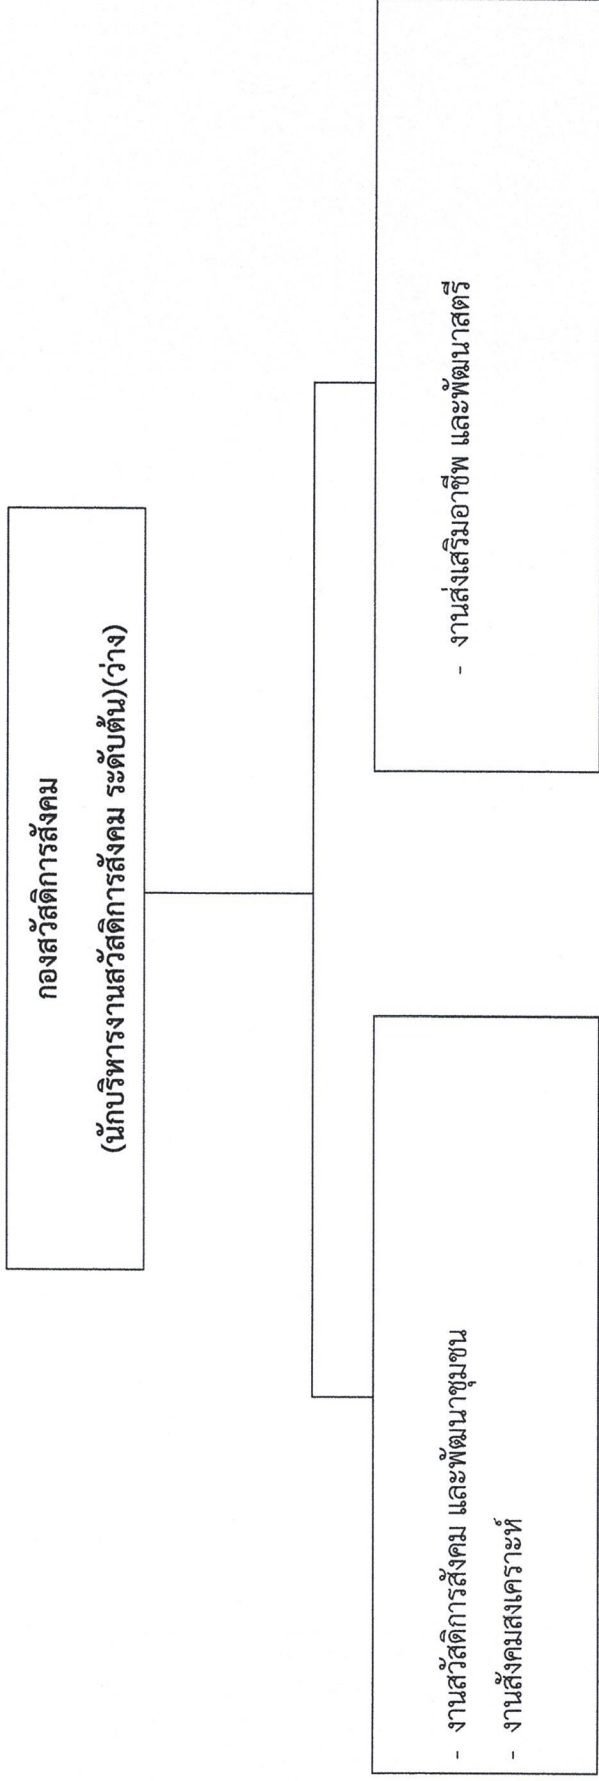 กองสวัสดิการสังคม
(นักบริหารงานสวัสดิการสังคม ระดับต้น)(ว่าง)
- งานสวัสดิการสังคม และพัฒนาชุมชน
- งานสังคมสงเคราะห์
- งานส่งเสริมอาชีพ และพัฒนาสตรี